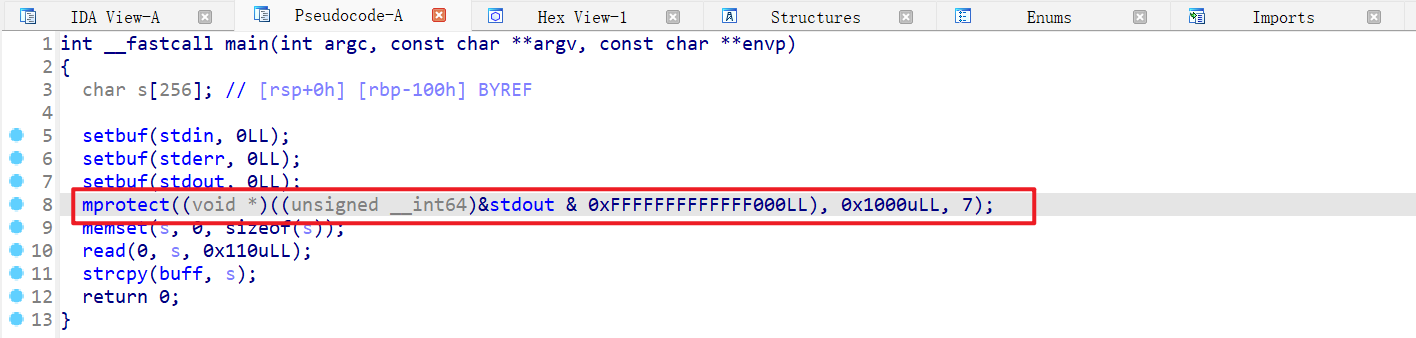 IDA View-A Pseudocode-A Hex View-1 Structures Enums Imports
1 int __fastcall main(int argc, const char **argv, const char **envp)
2 {
3 char s[256]; // [rsp+0h] [rbp-100h] BYREF
4
5 setbuf(stdin, 0LL);
6 setbuf(stderr, 0LL);
7 setbuf(stdout, 0LL);
8 mprotect((void *)((unsigned __int64)&stdout & 0xFFFFFFFFFFFFF000LL), 0x1000uLL, 7);
9 memset(s, 0, sizeof(s));
10 read(0, s, 0x110uLL);
11 strcpy(buff, s);
12 return 0;
13 }